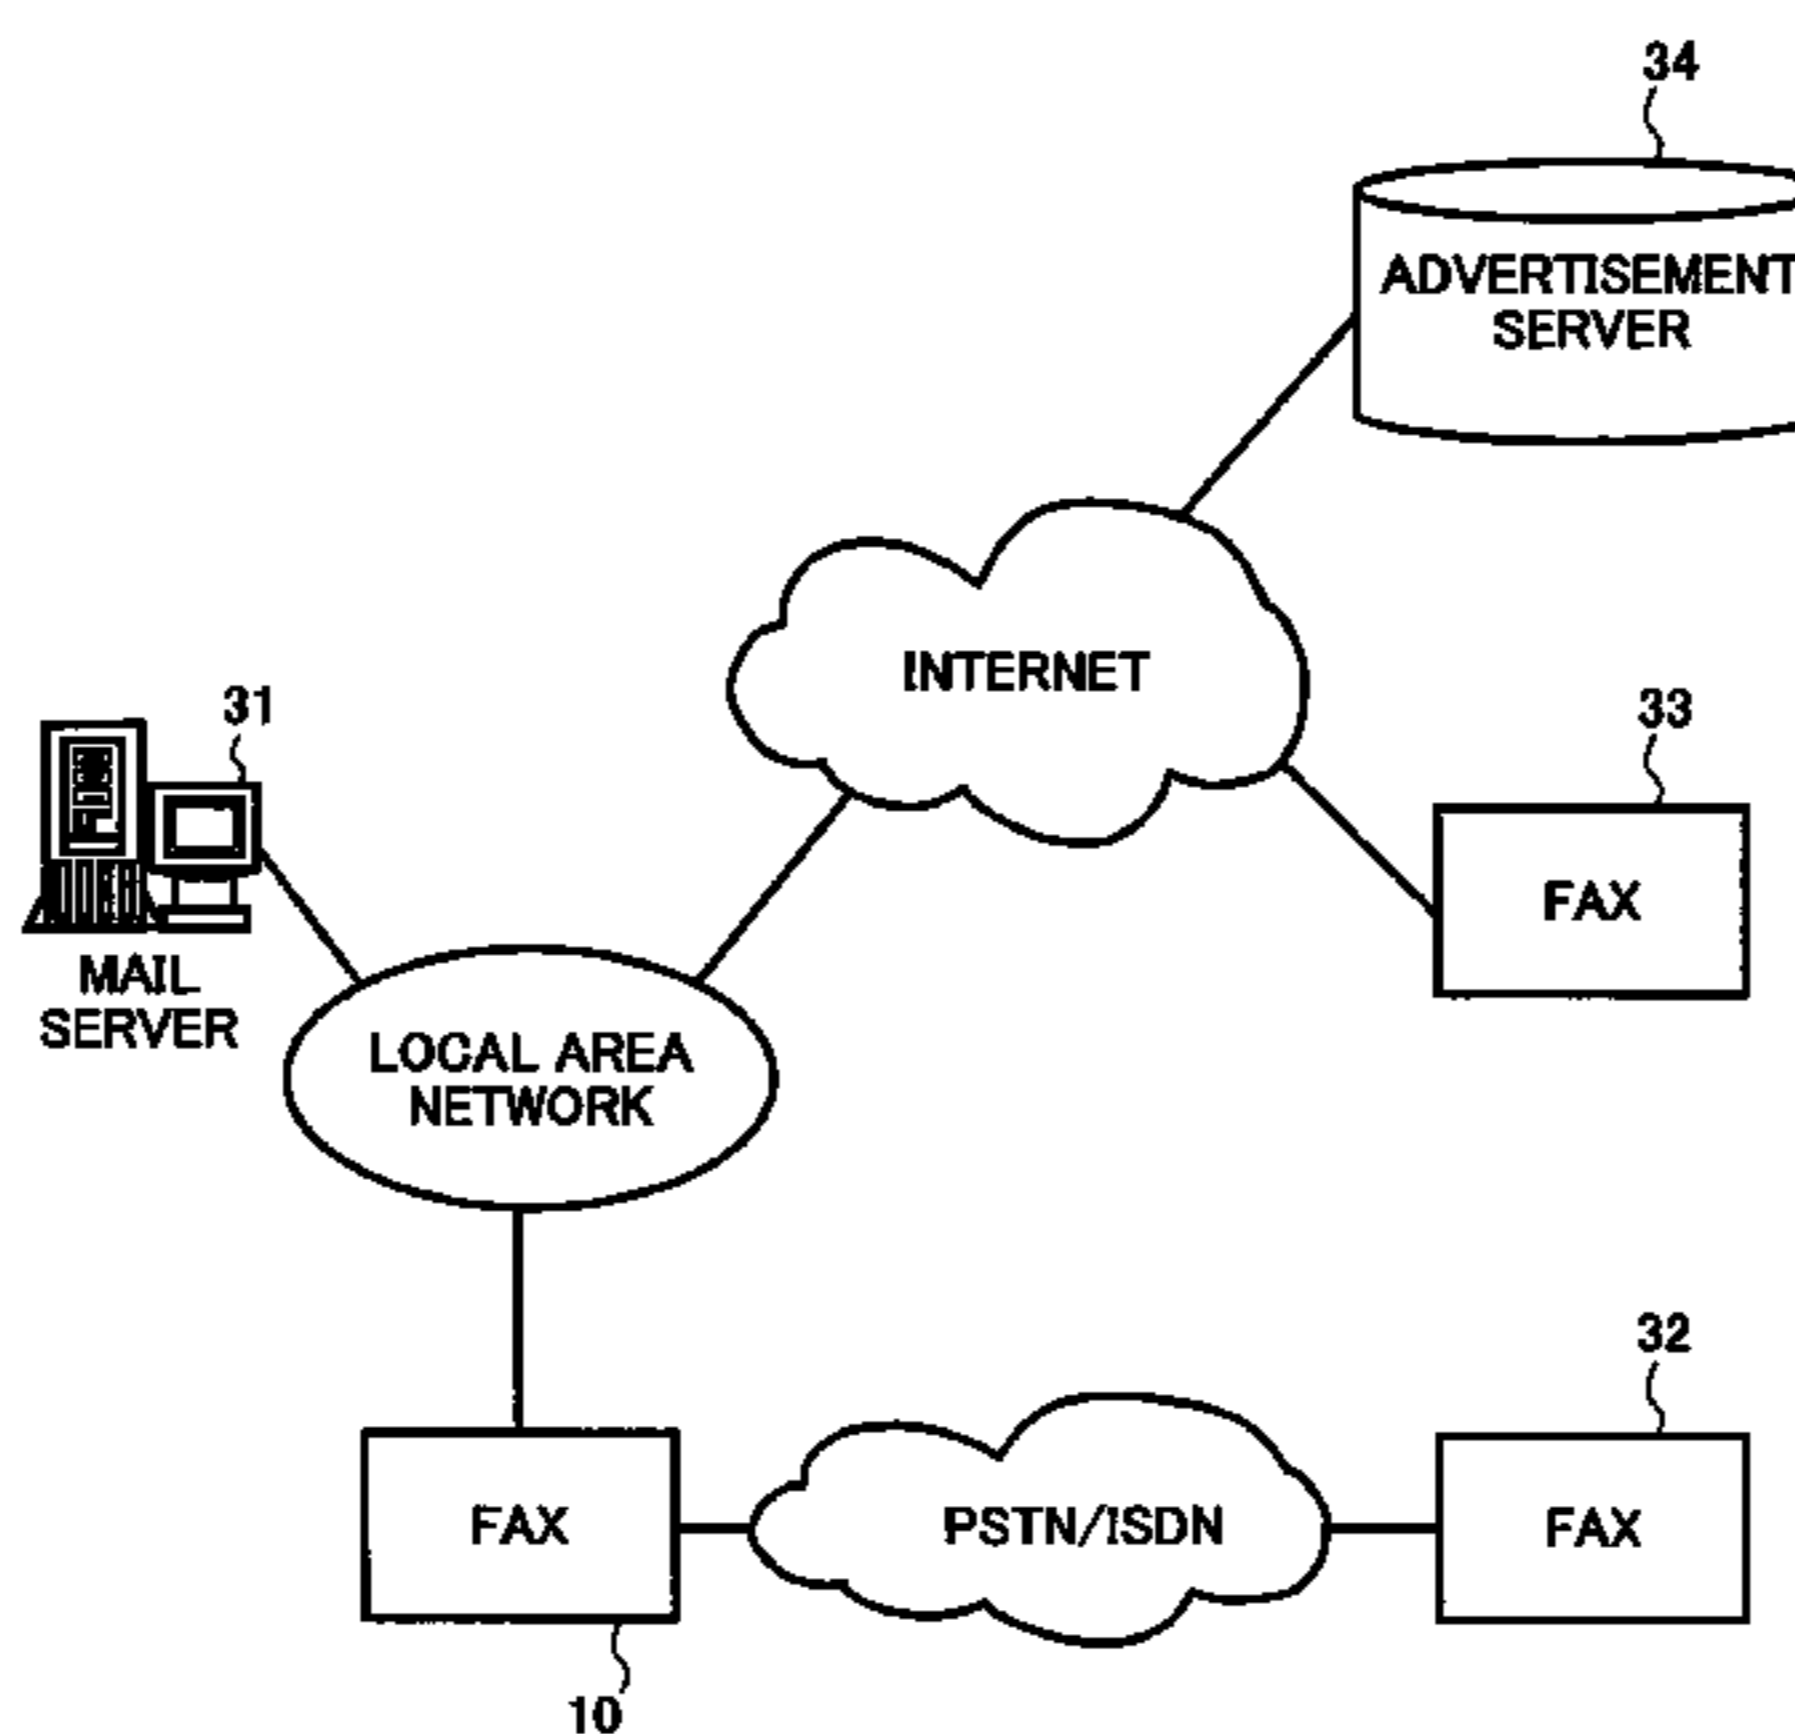 34
ADVERTISEMENT
SERVER
INTERNET
31
33
FAX
MAIL
SERVER
LOCAL AREA
NETWORK
32
FAX
PSTN/ISDN
FAX
10